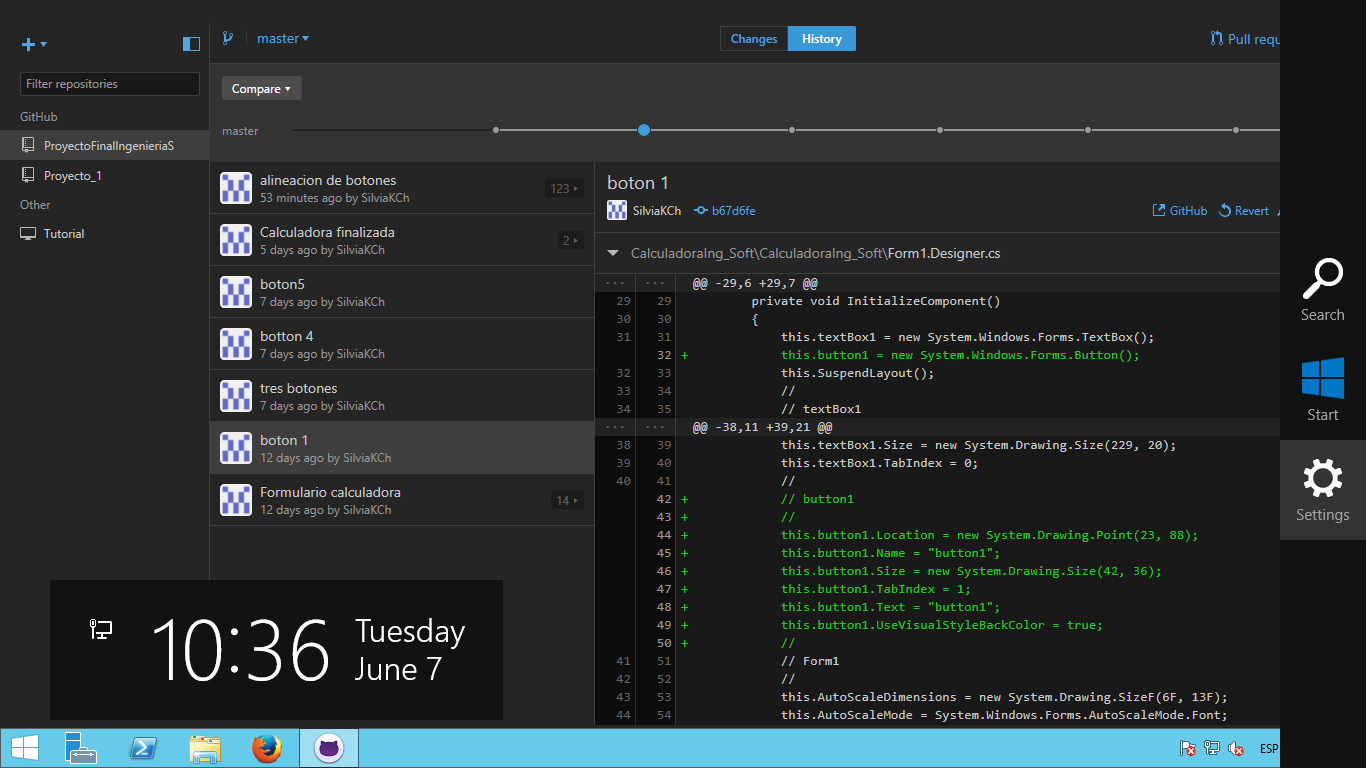 master
Changes
History
Pull requ
Filter repositories
GitHub
ProyectoFinalIngenieriaS
Proyecto_1
Other
Tutorial
Compare
master
alineacion de botones
53 minutes ago by SilviaKCh
123
Calculadora finalizada
5 days ago by SilviaKCh
2
boton5
7 days ago by SilviaKCh
botton 4
7 days ago by SilviaKCh
tres botones
7 days ago by SilviaKCh
boton 1
12 days ago by SilviaKCh
Formulario calculadora
12 days ago by SilviaKCh
14
boton 1
SilviaKCh
b67d6fe
GitHub
Revert
CalculadoraIng_Soft\CalculadoraIng_Soft\Form1.Designer.cs
... ... @@ -29,6 +29,7 @@
29 29 private void InitializeComponent()
30 30 {
31 31 this.textBox1 = new System.Windows.Forms.TextBox();
32 + this.button1 = new System.Windows.Forms.Button();
32 33 this.SuspendLayout();
33 34 //
34 35 // textBox1
... ... @@ -38,11 +39,21 @@
38 39 this.textBox1.Size = new System.Drawing.Size(229, 20);
39 40 this.textBox1.TabIndex = 0;
40 41 //
42 + // button1
43 + //
44 + this.button1.Location = new System.Drawing.Point(23, 88);
45 + this.button1.Name = "button1";
46 + this.button1.Size = new System.Drawing.Size(42, 36);
47 + this.button1.TabIndex = 1;
48 + this.button1.Text = "button1";
49 + this.button1.UseVisualStyleBackColor = true;
50 + //
41 51 // Form1
42 52 //
43 53 this.AutoScaleDimensions = new System.Drawing.SizeF(6F, 13F);
44 54 this.AutoScaleMode = System.Windows.Forms.AutoScaleMode.Font;
Search
Start
Settings
10:36
Tuesday
June 7
ESP